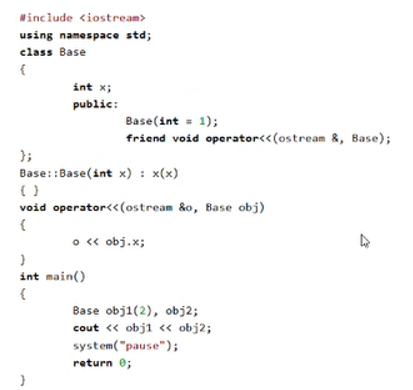 #include <iostream>
using namespace std;
class Base
{
int x;
public:
Base(int = 1);
friend void operator<<(ostream &, Base);
};
Base::Base(int x) : x(x)
{ }
void operator<<(ostream &o, Base obj)
{
o << obj.x;
}
int main()
{
Base obj1(2), obj2;
cout << obj1 << obj2;
system("pause");
return 0;
}